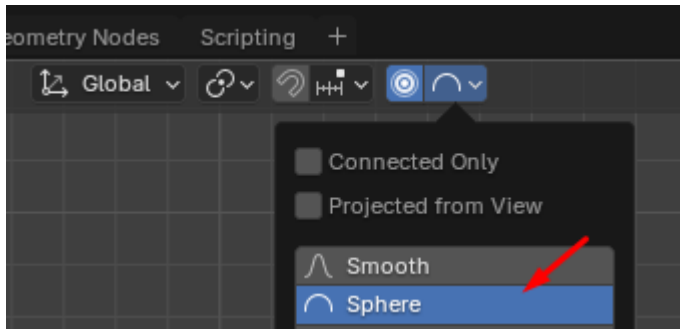 eometry Nodes Scripting +
Global
Connected Only
Projected from View
Smooth
Sphere